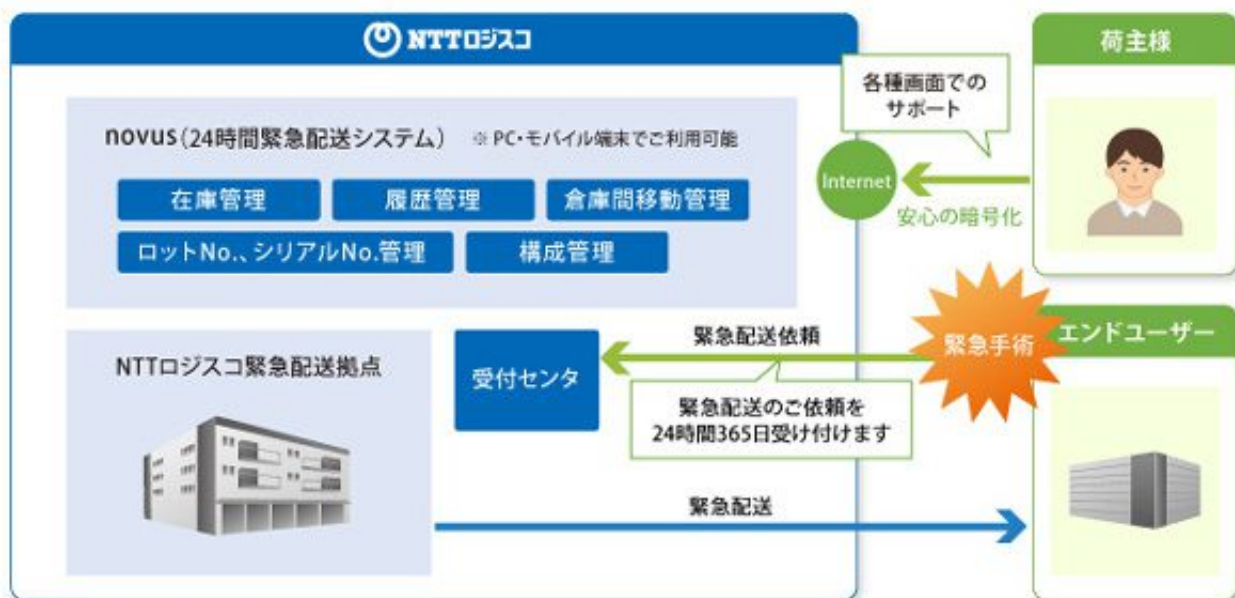 NTTロジスコ
荷主様
各種画面での
サポート
novus(24時間緊急配送システム) ※ PC・モバイル端末でご利用可能
Internet
安心の暗号化
在庫管理
履歴管理
倉庫間移動管理
ロットNo.、シリアルNo.管理
構成管理
エンドユーザー
緊急手術
緊急配送依頼
NTTロジスコ緊急配送拠点
受付センタ
緊急配送のご依頼を
24時間365日受け付けます
緊急配送